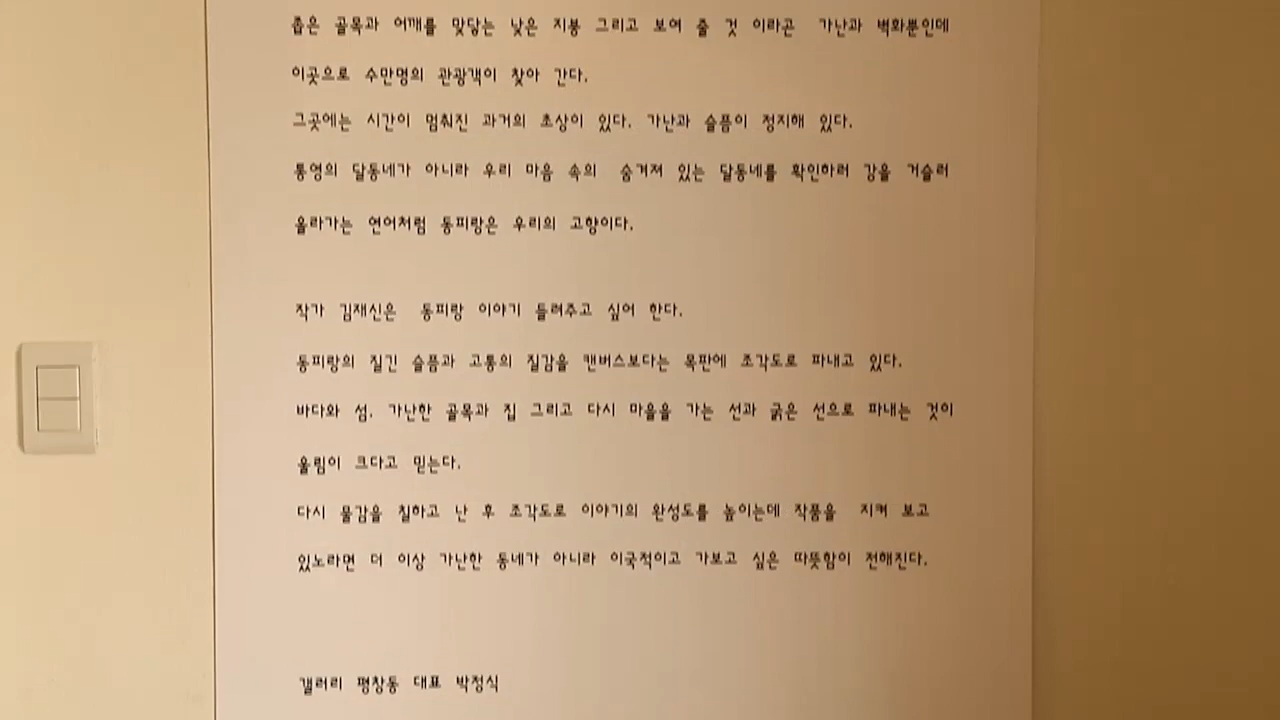 좁은 골목과 어깨를 맞닿는 낮은 지붕 그리고 보여 줄 것 이라곤 가난과 벽화뿐인데
이곳으로 수만명의 관광객이 찾아 간다.
그곳에는 시간이 멈춰진 과거의 초상이 있다. 가난과 슬픔이 정지해 있다.
통영의 달동네가 아니라 우리 마음 속의 숨겨져 있는 달동네를 확인하러 강을 거슬러
올라가는 연어처럼 동피랑은 우리의 고향이다.
작가 김재신은 동피랑 이야기 들려주고 싶어 한다.
동피랑의 질긴 슬픔과 고통의 질감을 캔버스보다는 목판에 조각도로 파내고 있다.
바다와 섬. 가난한 골목과 집 그리고 다시 마을을 가는 선과 굵은 선으로 파내는 것이
울림이 크다고 믿는다.
다시 물감을 칠하고 난 후 조각도로 이야기의 완성도를 높이는데 작품을 지켜 보고
있노라면 더 이상 가난한 동네가 아니라 이국적이고 가보고 싶은 따뜻함이 전해진다.
갤러리 평창동 대표 박정식